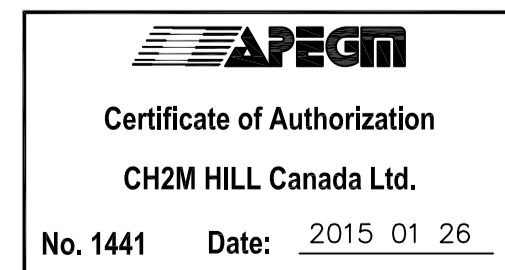 APEGM
Certificate of Authorization
CH2M HILL Canada Ltd.
No. 1441 Date: 2015 01 26